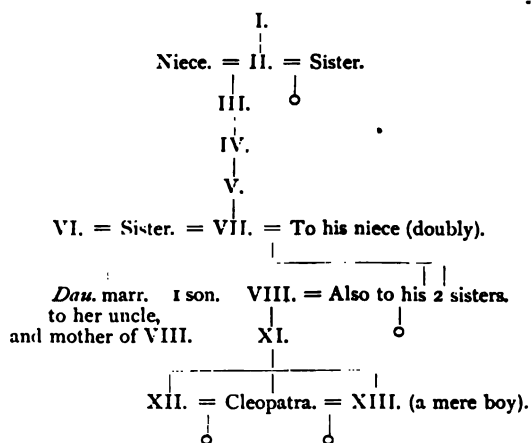 I.
Niece. = II. = Sister.
III.
IV.
V.
VI. = Sister. = VII. = To his niece (doubly).
Dau. marr. 1 son. VIII. = Also to his 2 sisters.
to her uncle,
and mother of VIII. XI.
XII. = Cleopatra. = XIII. (a mere boy).